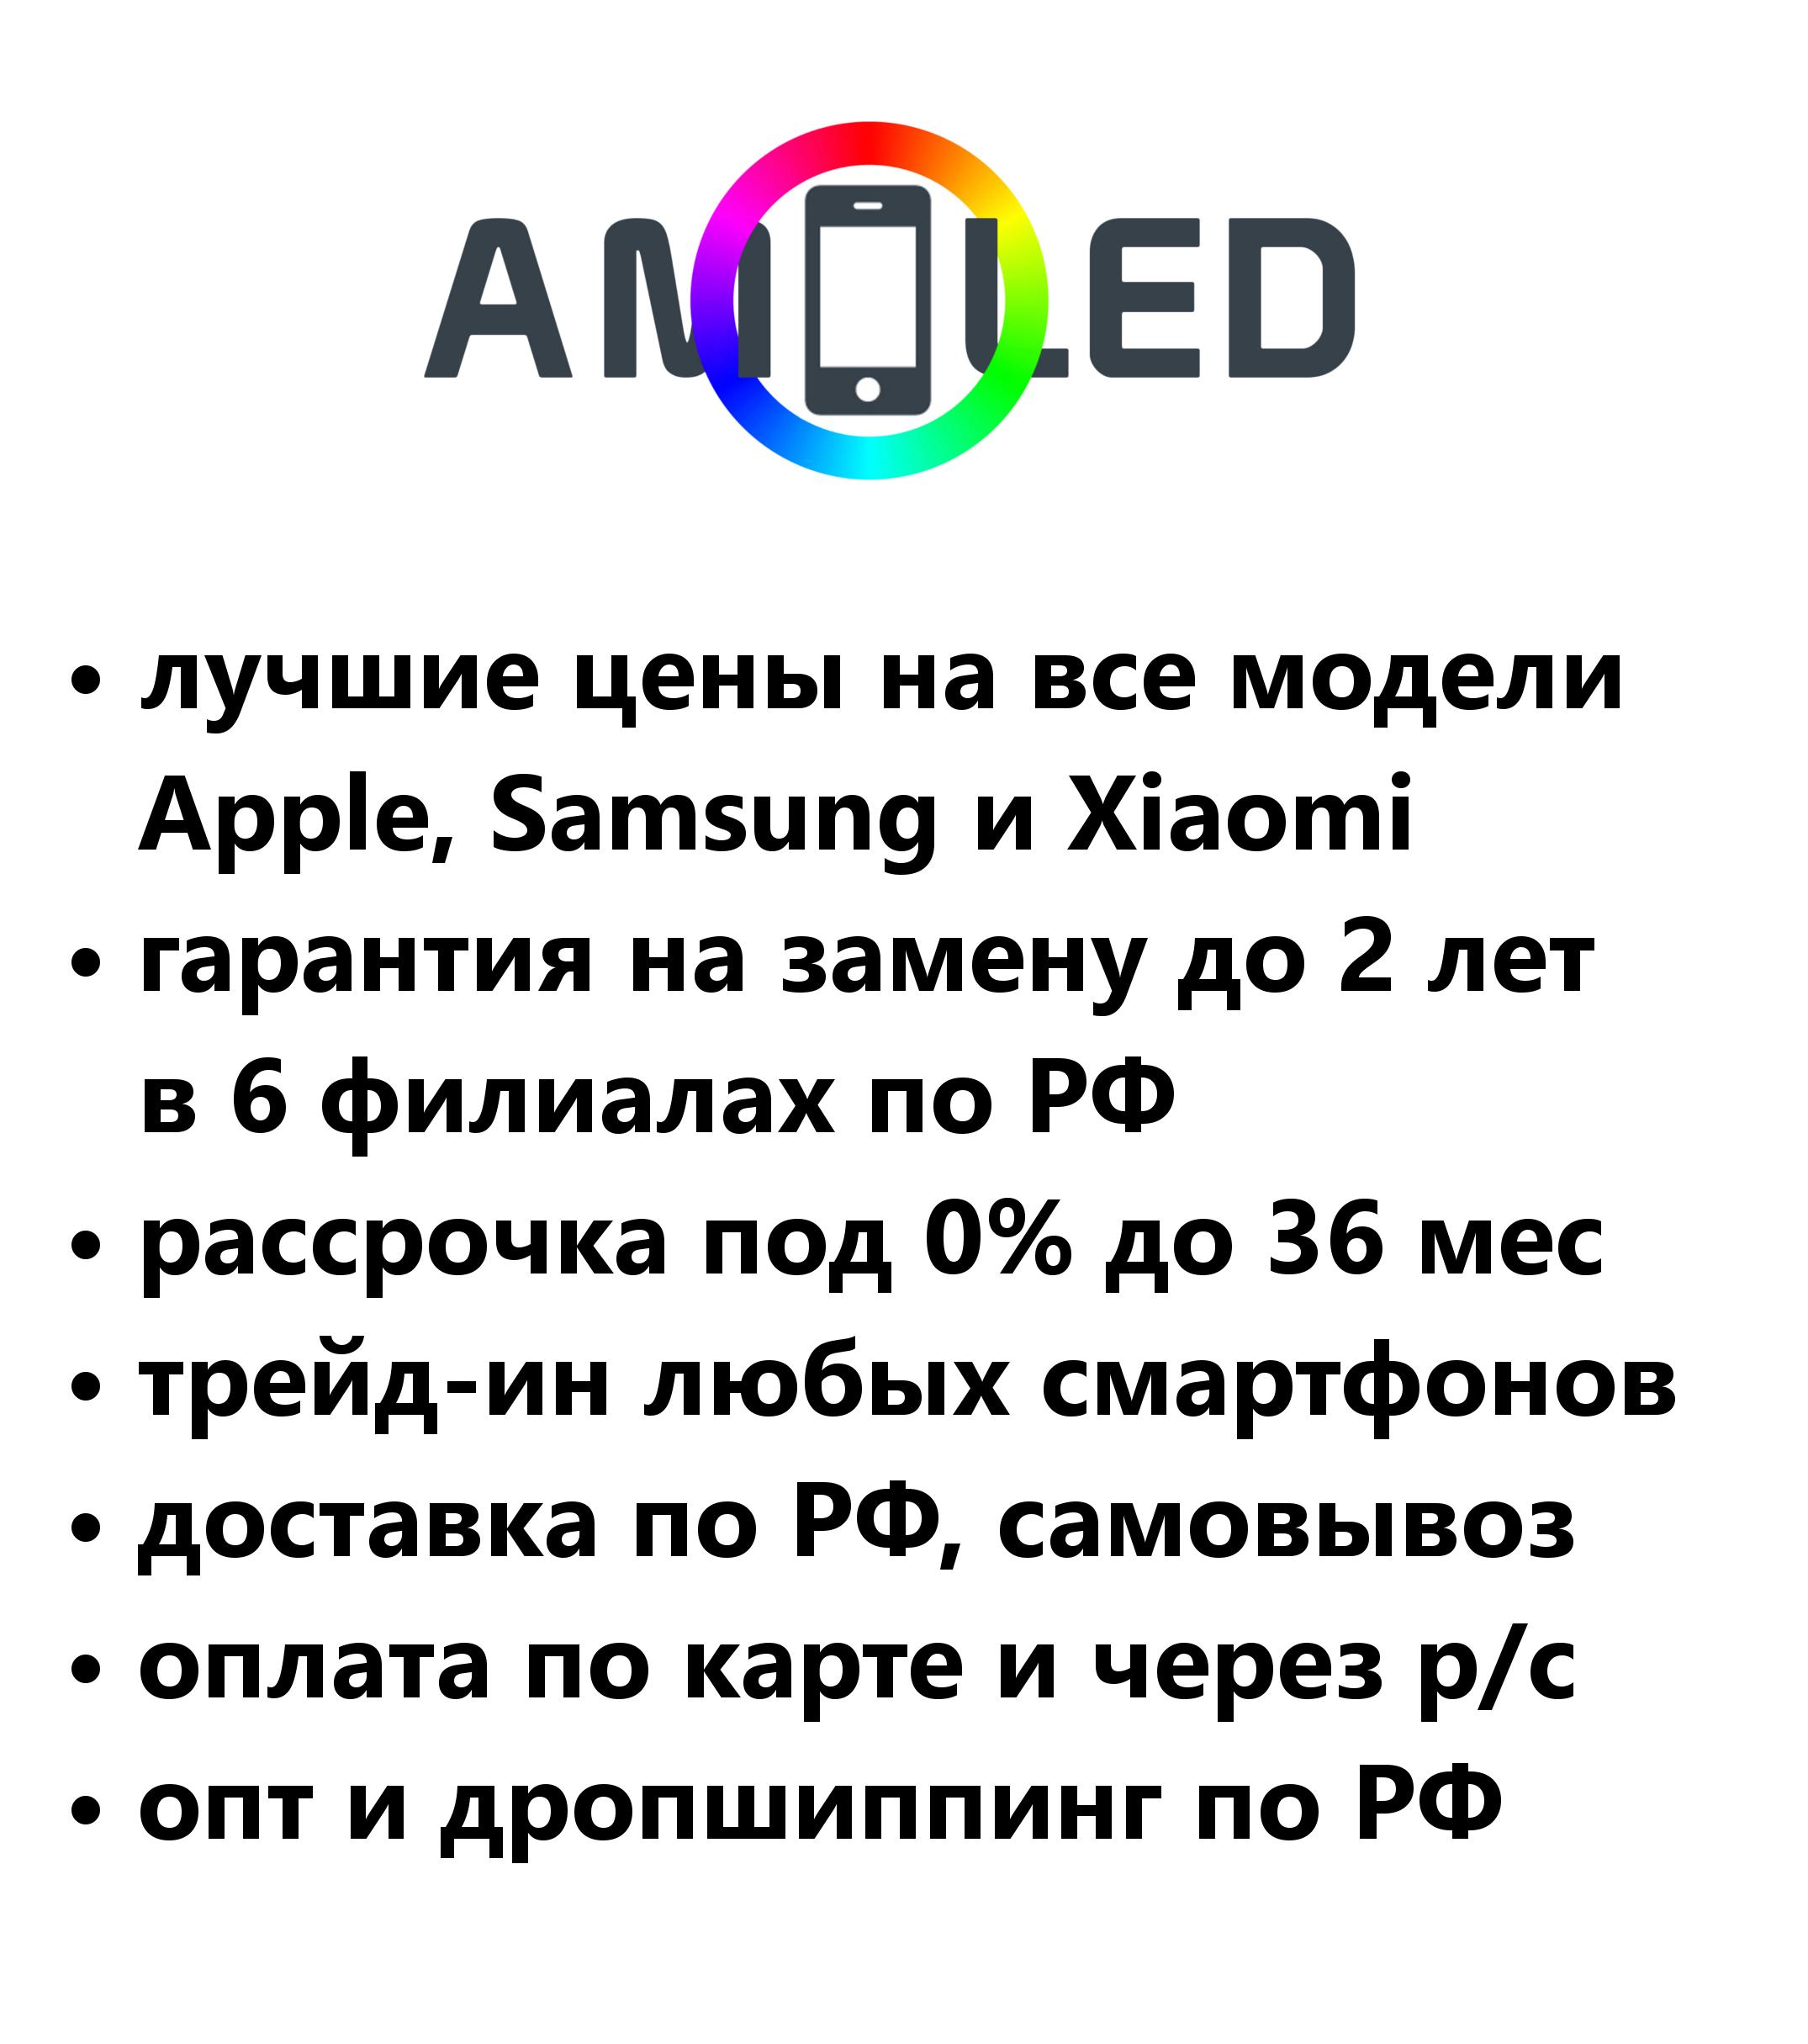 AMOLED
• лучшие цены на все модели
Apple, Samsung и Xiaomi
• гарантия на замену до 2 лет
в 6 филиалах по РФ
• рассрочка под 0% до 36 мес
• трейд-ин любых смартфонов
• доставка по РФ, самовывоз
• оплата по карте и через р/с
• опт и дропшиппинг по РФ